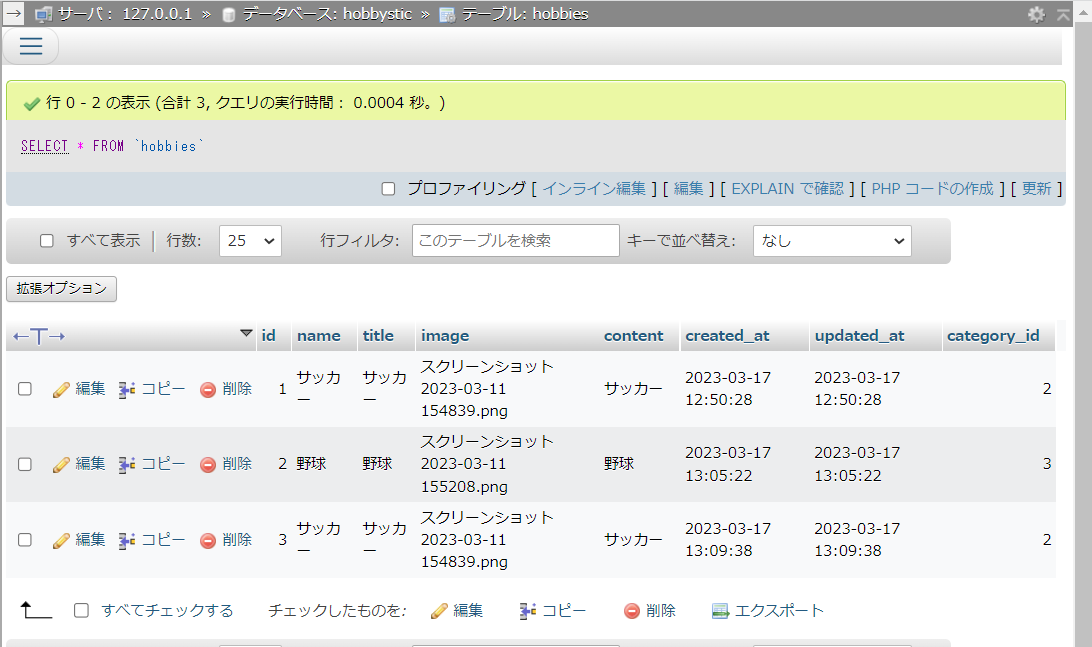 サーバ: 127.0.0.1 » データベース: hobbystic » テーブル: hobbies
行 0 - 2 の表示 (合計 3, クエリの実行時間： 0.0004 秒。)
SELECT * FROM `hobbies`
プロファイリング [ インライン編集 ] [ 編集 ] [ EXPLAIN で確認 ] [ PHP コードの作成 ] [ 更新 ]
すべて表示 行数: 25 行フィルタ: このテーブルを検索 キーで並べ替え: なし
拡張オプション
←T→ id name title image content created_at updated_at category_id
編集 コピー 削除 1 サッカー サッカー スクリーンショット 2023-03-11 154839.png サッカー 2023-03-17 12:50:28 2023-03-17 12:50:28 2
編集 コピー 削除 2 野球 野球 スクリーンショット 2023-03-11 155208.png 野球 2023-03-17 13:05:22 2023-03-17 13:05:22 3
編集 コピー 削除 3 サッカー サッカー スクリーンショット 2023-03-11 154839.png サッカー 2023-03-17 13:09:38 2023-03-17 13:09:38 2
すべてチェックする チェックしたものを: 編集 コピー 削除 エクスポート